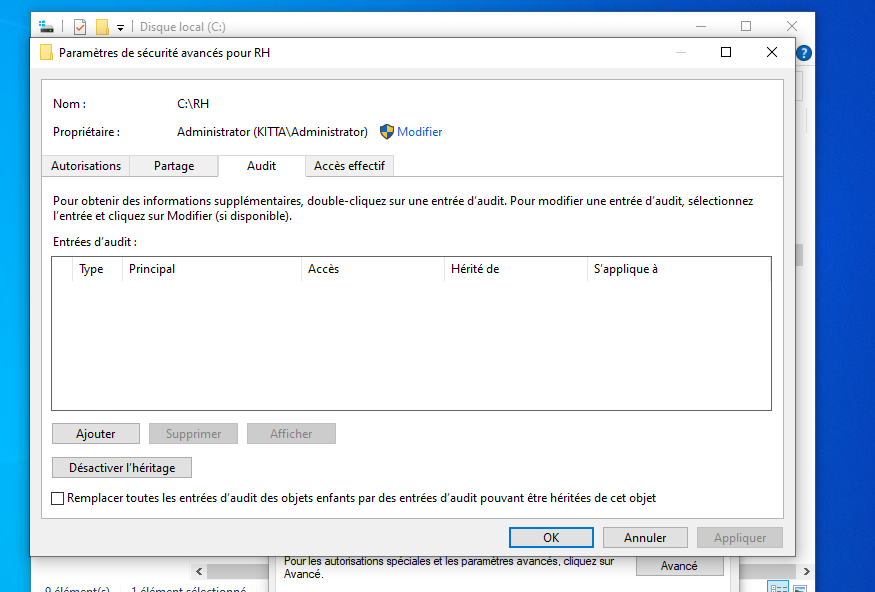 Disque local (C:)
Paramètres de sécurité avancés pour RH
Nom :
C:\RH
Propriétaire :
Administrator (KITTA\Administrator)
Modifier
Autorisations
Partage
Audit
Accès effectif
Pour obtenir des informations supplémentaires, double-cliquez sur une entrée d’audit. Pour modifier une entrée d’audit, sélectionnez
l’entrée et cliquez sur Modifier (si disponible).
Entrées d’audit :
Type
Principal
Accès
Hérité de
S’applique à
Ajouter
Supprimer
Afficher
Désactiver l’héritage
Remplacer toutes les entrées d’audit des objets enfants par des entrées d’audit pouvant être héritées de cet objet
OK
Annuler
Appliquer
Pour les autorisations spéciales et les paramètres avancés, cliquez sur
Avancé.
Avancé
9 élément(s)
1 élément sélectionné